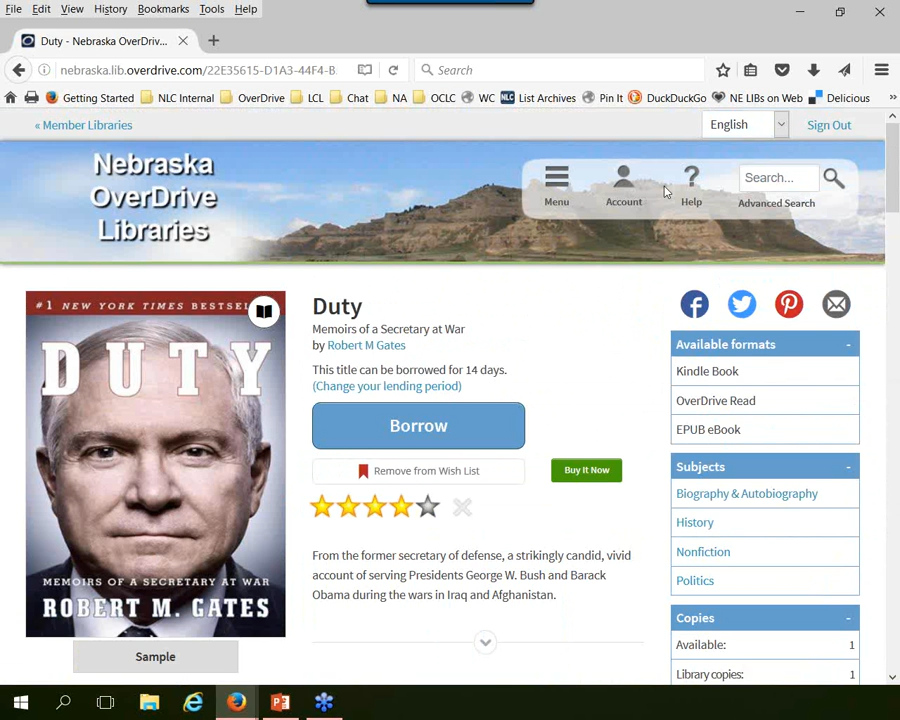 File Edit View History Bookmarks Tools Help
Duty - Nebraska OverDriv...
nebraska.lib.overdrive.com/22E35615-D1A3-44F4-B
Search
Getting Started NLC Internal OverDrive LCL Chat NA OCLC WC NLC List Archives Pin It DuckDuckGo NE LIBs on Web Delicious
« Member Libraries
English
Sign Out
Nebraska
OverDrive
Libraries
Menu
Account
? Help
Search...
Advanced Search
#1 NEW YORK TIMES BESTSEL
DUTY
MEMOIRS OF A SECRETARY AT WAR
ROBERT M. GATES
Sample
Duty
Memoirs of a Secretary at War
by Robert M Gates
This title can be borrowed for 14 days.
(Change your lending period)
Borrow
Remove from Wish List
Buy It Now
From the former secretary of defense, a strikingly candid, vivid
account of serving Presidents George W. Bush and Barack
Obama during the wars in Iraq and Afghanistan.
Available formats -
Kindle Book
OverDrive Read
EPUB eBook
Subjects -
Biography & Autobiography
History
Nonfiction
Politics
Copies -
Available: 1
Library copies: 1